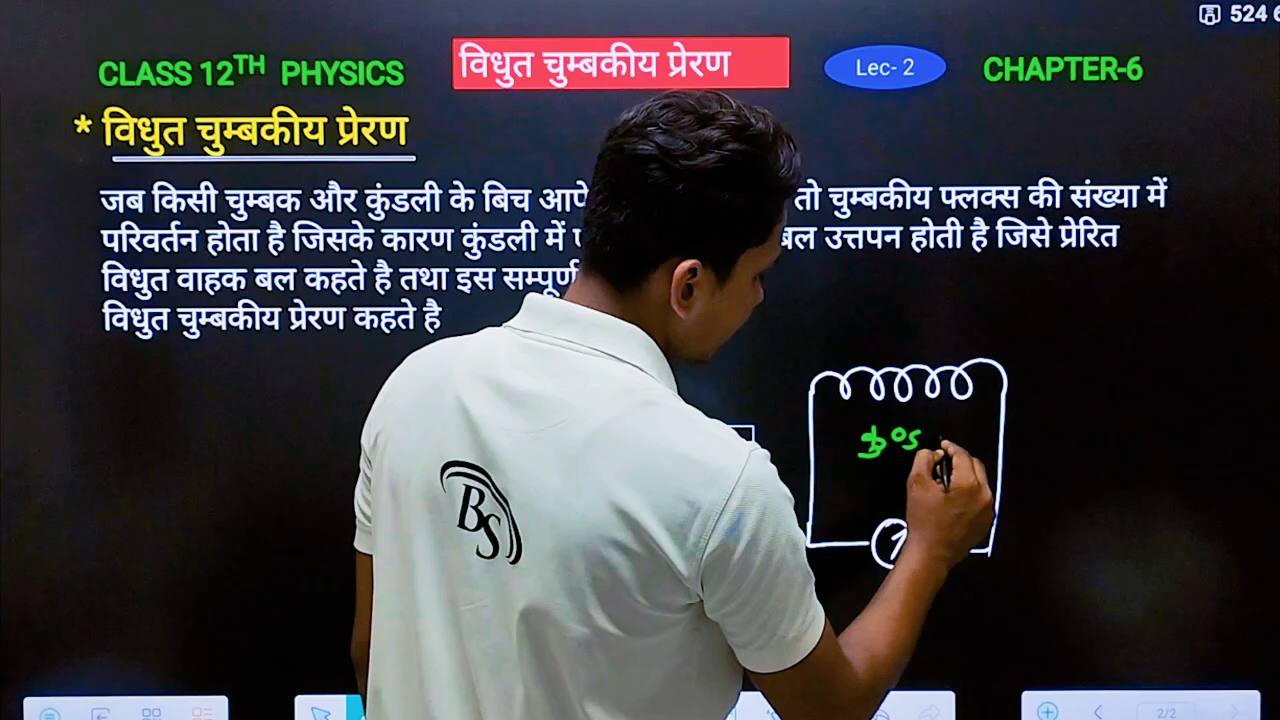 524
CLASS 12TH PHYSICS
विधुत चुम्बकीय प्रेरण
Lec- 2
CHAPTER-6
* विधुत चुम्बकीय प्रेरण
जब किसी चुम्बक और कुंडली के बिच तो चुम्बकीय फ्लक्स की संख्या में
परिवर्तन होता है जिसके कारण कुंडली में बल उत्तपन होती है जिसे प्रेरित
विधुत वाहक बल कहते है तथा इस सम्पूर्ण
विधुत चुम्बकीय प्रेरण कहते है
BS
2/2